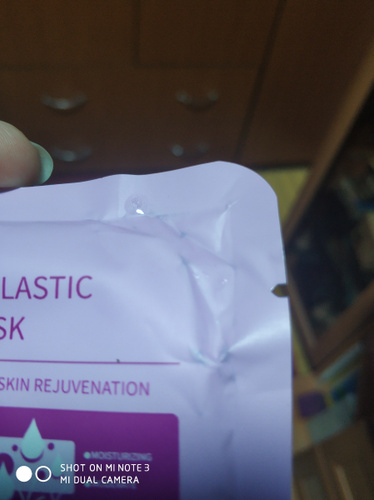 LASTIC
SK
SKIN REJUVENATION
MOISTURIZING
SHOT ON MI NOTE 3
MI DUAL CAMERA